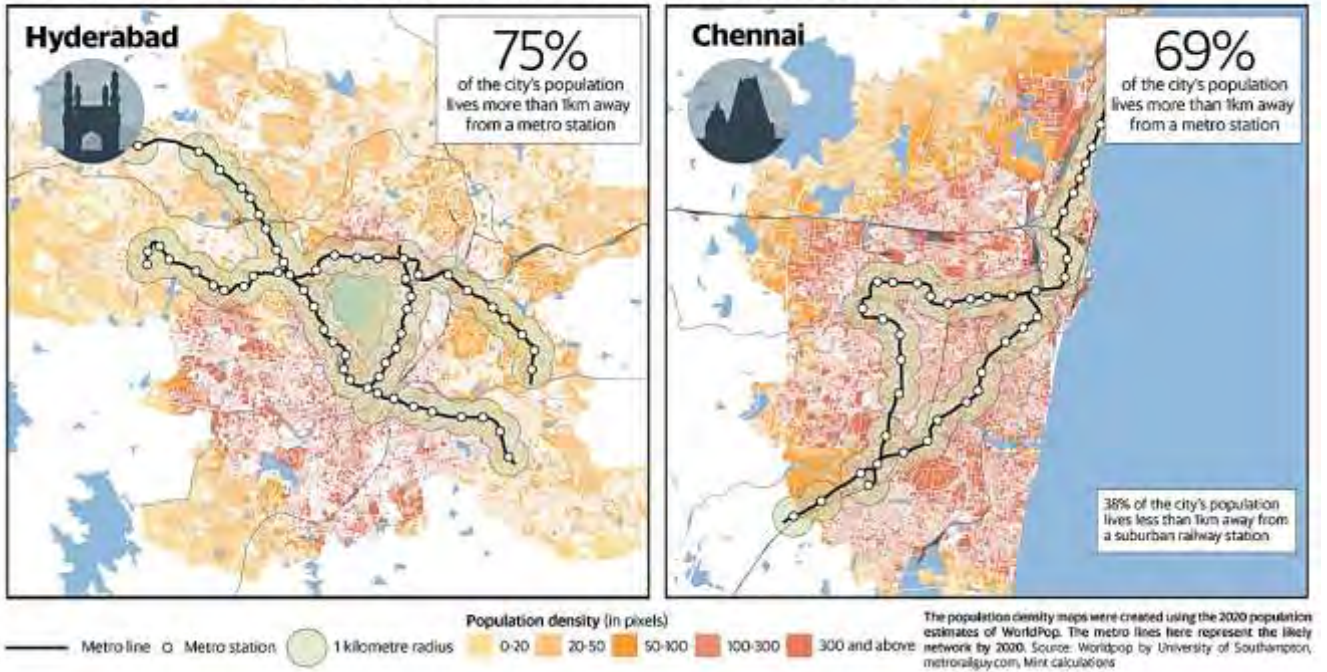 Hyderabad
75%
of the city's population
lives more than 1km away
from a metro station
Chennai
69%
of the city's population
lives more than 1km away
from a metro station
38% of the city's population
lives less than 1km away from
a suburban railway station
Metro line
Metro station
1 kilometre radius
Population density (in pixels)
0-20
20-50
50-100
100-300
300 and above
The population density maps were created using the 2020 population
estimates of WorldPop. The metro lines here represent the likely
network by 2020. Source: Worldpop by University of Southampton,
metrorailguy.com, Mint calculations